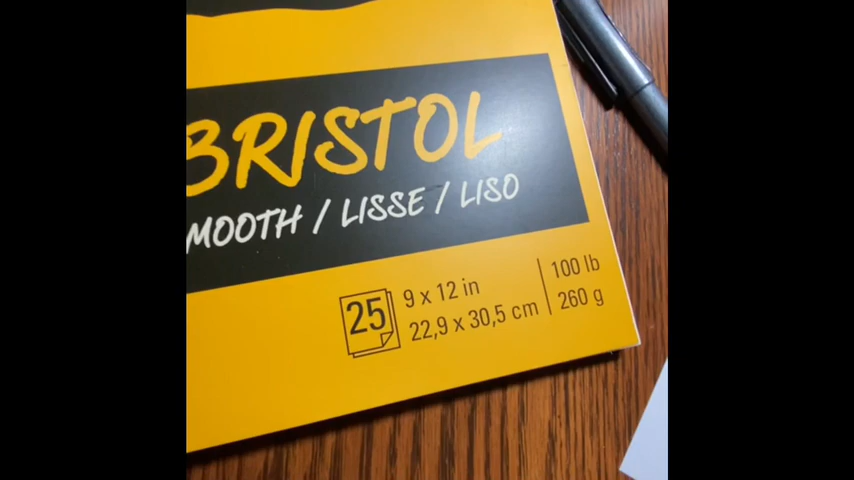 BRISTOL
MOOTH / LISSE / LISO
25
9 x 12 in
22,9 x 30,5 cm
100 lb
260 g